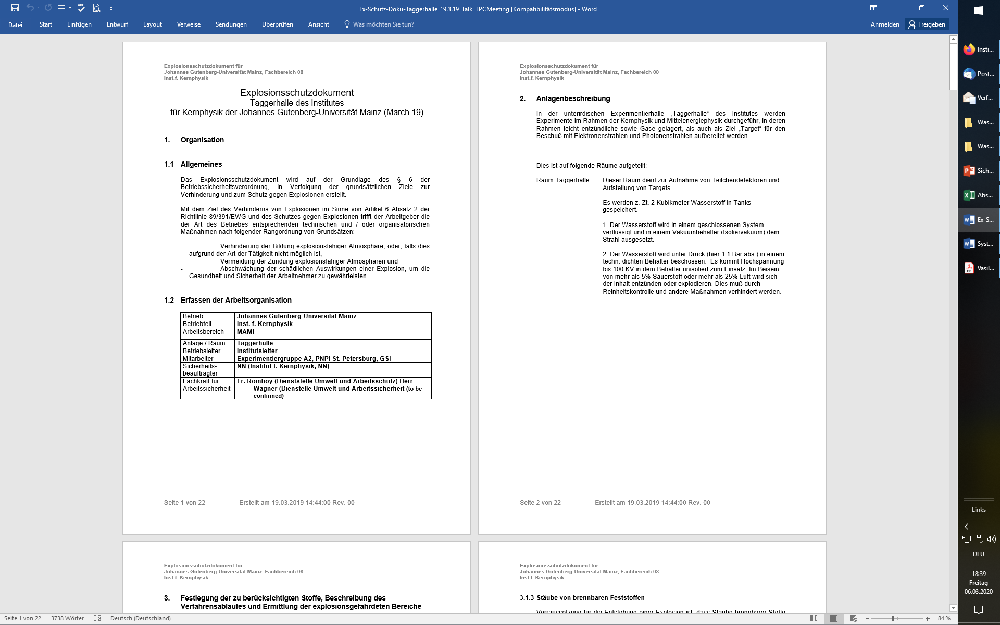 Ex-Schutz-Doku-Taggerhalle_19.3.19_Talk_TPCMeeting [Kompatibilitätsmodus] - Word
Datei Start Einfügen Entwurf Layout Verweise Sendungen Überprüfen Ansicht Was möchten Sie tun? Anmelden Freigeben
Explosionsschutzdokument für
Johannes Gutenberg-Universität Mainz, Fachbereich 08
Inst.f. Kernphysik
Explosionsschutzdokument
Taggerhalle des Institutes
für Kernphysik der Johannes Gutenberg-Universität Mainz (March 19)
1. Organisation
1.1 Allgemeines
Das Explosionsschutzdokument wird auf der Grundlage des § 6 der
Betriebssicherheitsverordnung, in Verfolgung der grundsätzlichen Ziele zur
Verhinderung und zum Schutz gegen Explosionen erstellt.
Mit dem Ziel des Verhinderns von Explosionen im Sinne von Artikel 6 Absatz 2 der
Richtlinie 89/391/EWG und des Schutzes gegen Explosionen trifft der Arbeitgeber die
der Art des Betriebes entsprechenden technischen und / oder organisatorischen
Maßnahmen nach folgender Rangordnung von Grundsätzen:
- Verhinderung der Bildung explosionsfähiger Atmosphäre, oder, falls dies
aufgrund der Art der Tätigkeit nicht möglich ist,
- Vermeidung der Zündung explosionsfähiger Atmosphären und
- Abschwächung der schädlichen Auswirkungen einer Explosion, um die
Gesundheit und Sicherheit der Arbeitnehmer zu gewährleisten.
1.2 Erfassen der Arbeitsorganisation
Betrieb Johannes Gutenberg-Universität Mainz
Betriebteil Inst. f. Kernphysik
Arbeitsbereich MAMI
Anlage / Raum Taggerhalle
Betriebsleiter Institutsleiter
Mitarbeiter Experimentiergruppe A2, PNPI St. Petersburg, GSI
Sicherheits- NN (Institut f. Kernphysik, NN)
beauftragter
Fachkraft für Fr. Romboy (Dienststelle Umwelt und Arbeitsschutz) Herr
Arbeitssicherheit Wagner (Dienstelle Umwelt und Arbeitssicherheit (to be
confirmed)
Seite 1 von 22 Erstellt am 19.03.2019 14:44:00 Rev. 00
Explosionsschutzdokument für
Johannes Gutenberg-Universität Mainz, Fachbereich 08
Inst.f. Kernphysik
2. Anlagenbeschreibung
In der unterirdischen Experimentierhalle „Taggerhalle“ des Institutes werden
Experimente im Rahmen der Kernphysik und Mittelenergiephysik durchgeführ, in deren
Rahmen leicht entzündliche sowie Gase gelagert, als auch als Ziel „Target“ für den
Beschuß mit Elektronenstrahlen und Photonenstrahlen aufbereitet werden.
Dies ist auf folgende Räume aufgeteilt:
Raum Taggerhalle Dieser Raum dient zur Aufnahme von Teilchendetektoren und
Aufstellung von Targets.
Es werden z. Zt. 2 Kubikmeter Wasserstoff in Tanks
gespeichert.
1. Der Wasserstoff wird in einem geschlossenen System
verflüssigt und in einem Vakuumbehälter (Isoliervakuum) dem
Strahl ausgesetzt.
2. Der Wasserstoff wird unter Druck (hier 1.1 Bar abs.) in einem
techn. dichten Behälter beschossen. Es kommt Hochspannung
bis 100 KV in dem Behälter unisoliert zum Einsatz. Im Beisein
von mehr als 5% Sauerstoff oder mehr als 25% Luft wird sich
der Inhalt entzünden oder explodieren. Dies muß durch
Reinheitskontrolle und andere Maßnahmen verhindert werden.
Seite 2 von 22 Erstellt am 19.03.2019 14:44:00 Rev. 00
Explosionsschutzdokument für
Johannes Gutenberg-Universität Mainz, Fachbereich 08
Inst.f. Kernphysik
3. Festlegung der zu berücksichtigten Stoffe, Beschreibung des
Verfahrensablaufes und Ermittlung der explosionsgefährdeten Bereiche
Explosionsschutzdokument für
Johannes Gutenberg-Universität Mainz, Fachbereich 08
Inst.f. Kernphysik
3.1.3 Stäube von brennbaren Feststoffen
Vorraussetzung für die Entstehung einer Explosion ist, dass Stäube brennbarer Stoffe
Seite 1 von 22 3738 Wörter Deutsch (Deutschland) 84 %
Insti...
Post...
Verf...
Was...
Was...
Sich...
Abs...
Ex-S...
Syst...
Vasil...
Links
DEU
18:39
Freitag
06.03.2020